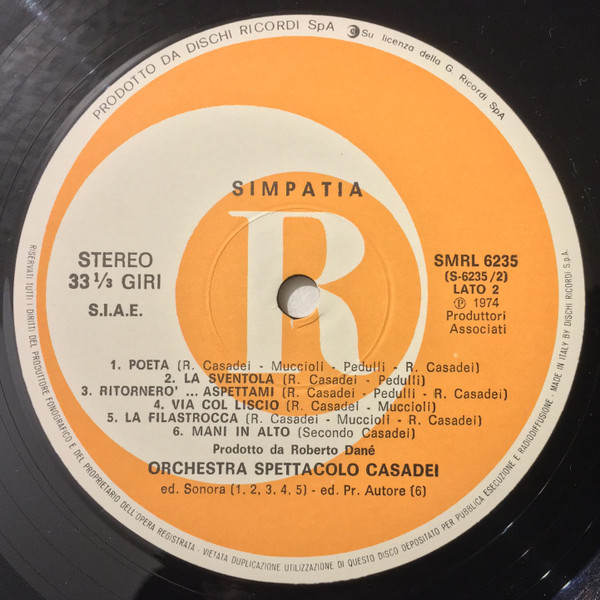 PRODOTTO DA DISCHI RICORDI SpA
Su licenza della G. Ricordi SpA
SIMPATIA
R
STEREO
33 1/3 GIRI
S.I.A.E.
SMRL 6235
(S-6235/2)
LATO 2
Ⓟ 1974
Produttori
Associati
1. POETA (R. Casadei - Muccioli - Pedulli - R. Casadei)
2. LA SVENTOLA (R. Casadei - Pedulli)
3. RITORNERO' ... ASPETTAMI (R. Casadei - Pedulli - R. Casadei)
4. VIA COL LISCIO (R. Casadei - Muccioli)
5. LA FILASTROCCA (R. Casadei - Muccioli - R. Casadei)
6. MANI IN ALTO (Secondo Casadei)
Prodotto da Roberto Dané
ORCHESTRA SPETTACOLO CASADEI
ed. Sonora (1, 2, 3, 4, 5) - ed. Pr. Autore (6)
RISERVATI TUTTI I DIRITTI DEL PRODUTTORE FONOGRAFICO E DEL PROPRIETARIO DELL'OPERA REGISTRATA - VIETATA DUPLICAZIONE UTILIZZAZIONE DI QUESTO DISCO DEPOSITATO PER PUBBLICA ESECUZIONE E RADIODIFFUSIONE - MADE IN ITALY BY DISCHI RICORDI S.p.A.